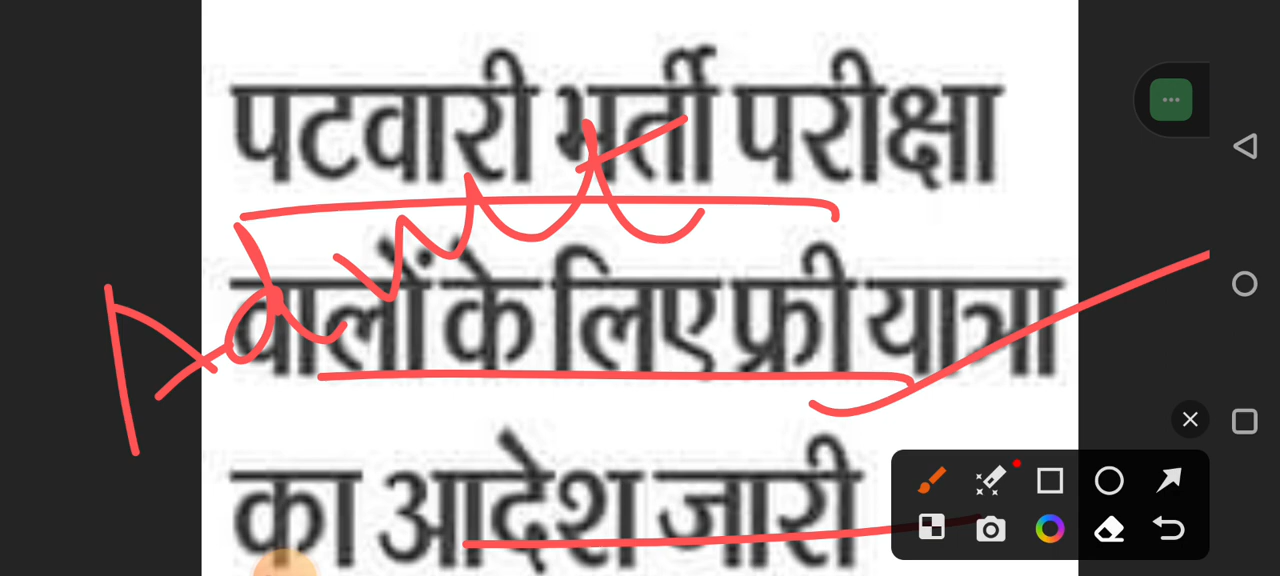 पटवारी भर्ती परीक्षा
वालों के लिए फ्री यात्रा
का आदेश जारी